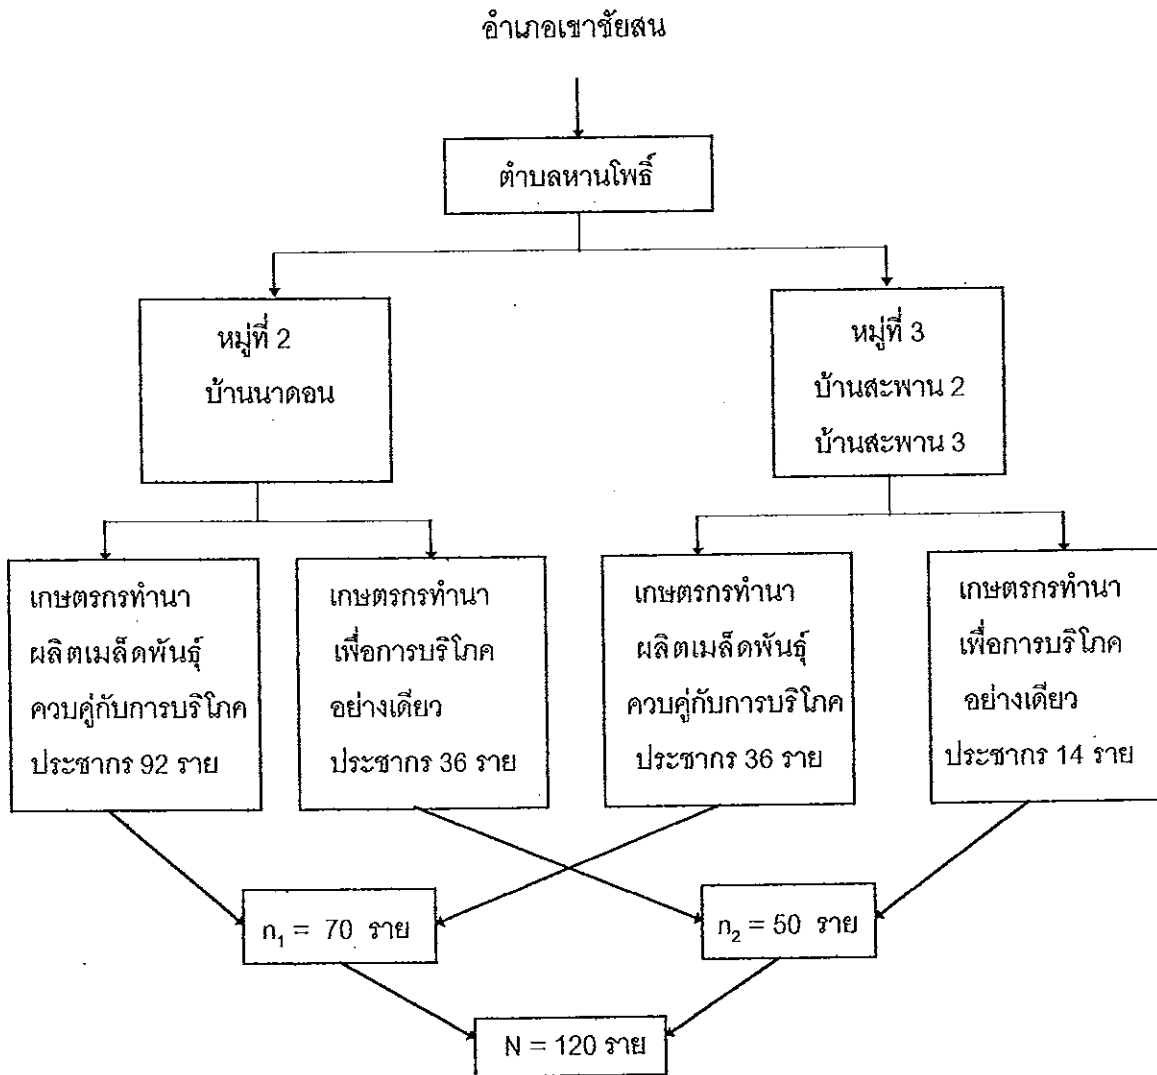 อำเภอเขาชัยสน
ตำบลหานโพธิ์
หมู่ที่ 2
บ้านนาดอน
หมู่ที่ 3
บ้านสะพาน 2
บ้านสะพาน 3
เกษตรกรทำนา
ผลิตเมล็ดพันธุ์
ควบคู่กับการบริโภค
ประชากร 92 ราย
เกษตรกรทำนา
เพื่อการบริโภค
อย่างเดียว
ประชากร 36 ราย
เกษตรกรทำนา
ผลิตเมล็ดพันธุ์
ควบคู่กับการบริโภค
ประชากร 36 ราย
เกษตรกรทำนา
เพื่อการบริโภค
อย่างเดียว
ประชากร 14 ราย
n₁ = 70 ราย
n₂ = 50 ราย
N = 120 ราย